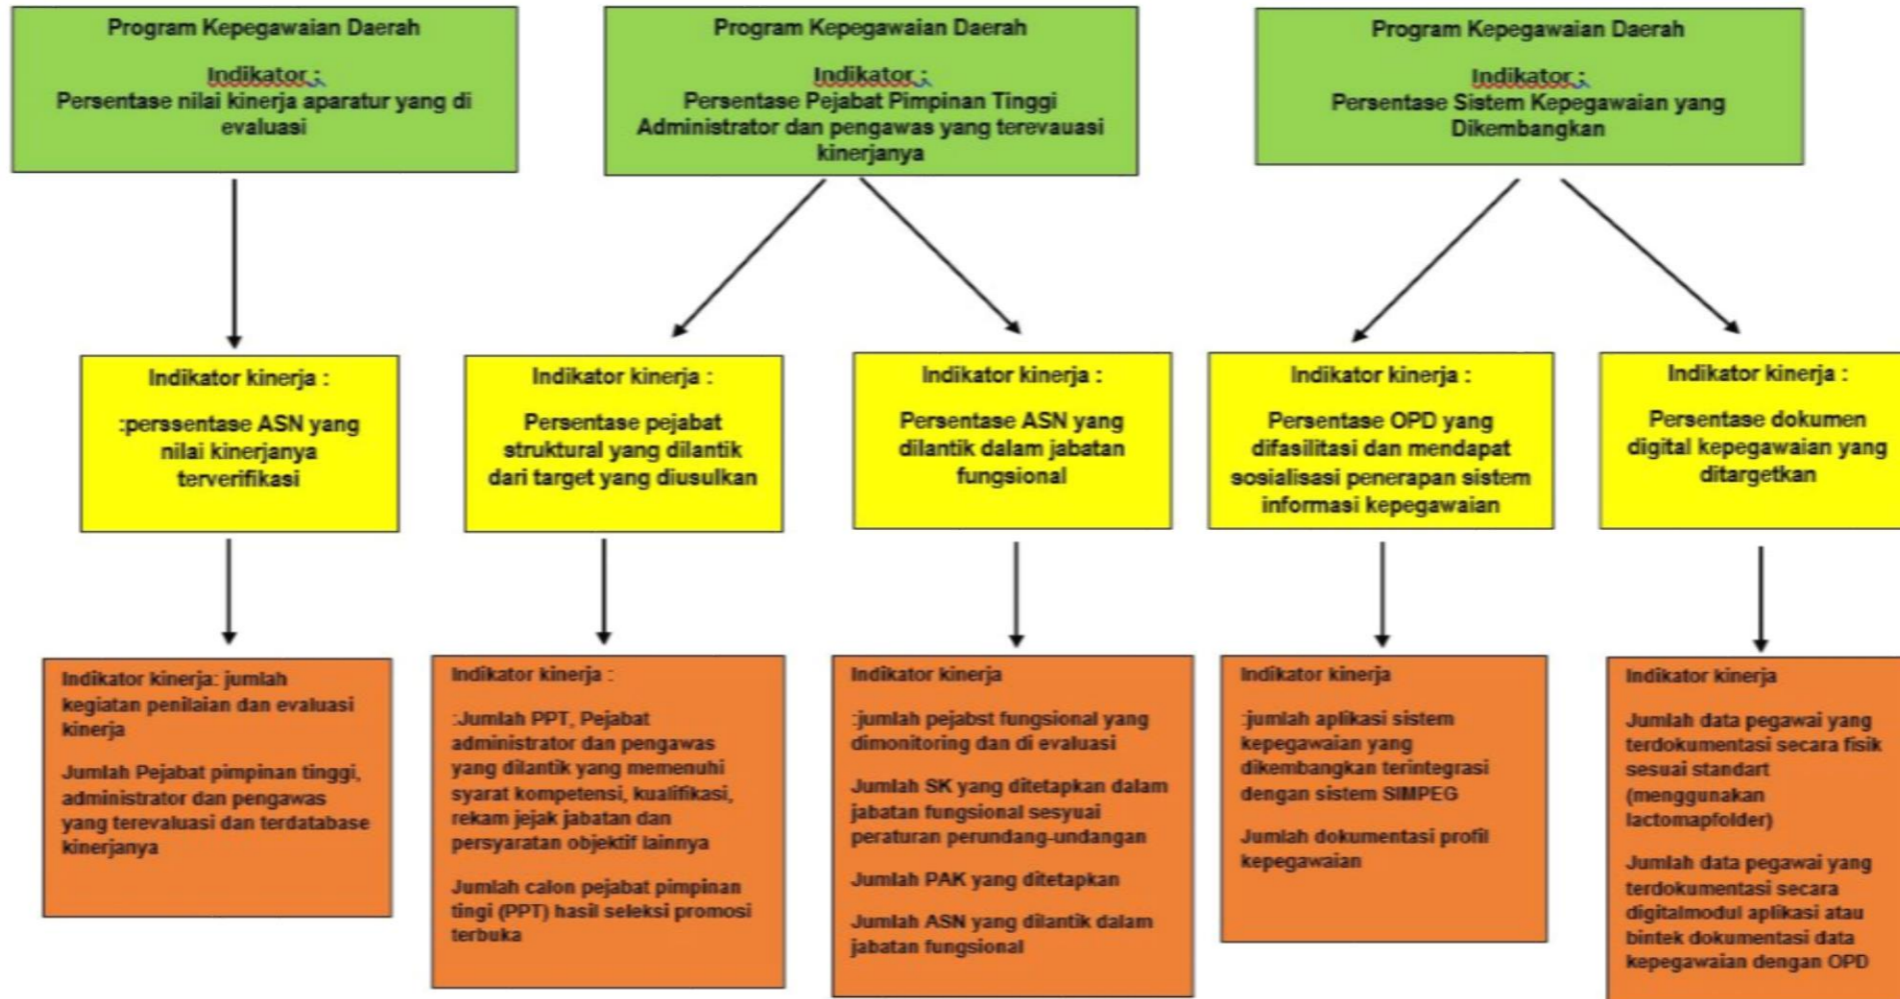 Program Kepegawaian Daerah
Indikator :
Persentase nilai kinerja aparatur yang di
evaluasi
Program Kepegawaian Daerah
Indikator :
Persentase Pejabat Pimpinan Tinggi
Administrator dan pengawas yang terevauasi
kinerjanya
Program Kepegawaian Daerah
Indikator :
Persentase Sistem Kepegawaian yang
Dikembangkan
Indikator kinerja :
:perssentase ASN yang
nilai kinerjanya
terverifikasi
Indikator kinerja :
Persentase pejabat
struktural yang dilantik
dari target yang diusulkan
Indikator kinerja :
Persentase ASN yang
dilantik dalam jabatan
fungsional
Indikator kinerja :
Persentase OPD yang
difasilitasi dan mendapat
sosialisasi penerapan sistem
informasi kepegawaian
Indikator kinerja :
Persentase dokumen
digital kepegawaian yang
ditargetkan
Indikator kinerja: jumlah
kegiatan penilaian dan evaluasi
kinerja
Jumlah Pejabat pimpinan tinggi,
administrator dan pengawas
yang terevaluasi dan terdatabase
kinerjanya
Indikator kinerja :
:Jumlah PPT, Pejabat
administrator dan pengawas
yang dilantik yang memenuhi
syarat kompetensi, kualifikasi,
rekam jejak jabatan dan
persyaratan objektif lainnya
Jumlah calon pejabat pimpinan
tingi (PPT) hasil seleksi promosi
terbuka
Indikator kinerja
:jumlah pejabst fungsional yang
dimonitoring dan di evaluasi
Jumlah SK yang ditetapkan dalam
jabatan fungsional sesyuai
peraturan perundang-undangan
Jumlah PAK yang ditetapkan
Jumlah ASN yang dilantik dalam
jabatan fungsional
Indikator kinerja
:jumlah aplikasi sistem
kepegawaian yang
dikembangkan terintegrasi
dengan sistem SIMPEG
Jumlah dokumentasi profil
kepegawaian
Indikator kinerja
Jumlah data pegawai yang
terdokumentasi secara fisik
sesuai standart
(menggunakan
lactomapfolder)
Jumlah data pegawai yang
terdokumentasi secara
digitalmodul aplikasi atau
bintek dokumentasi data
kepegawaian dengan OPD